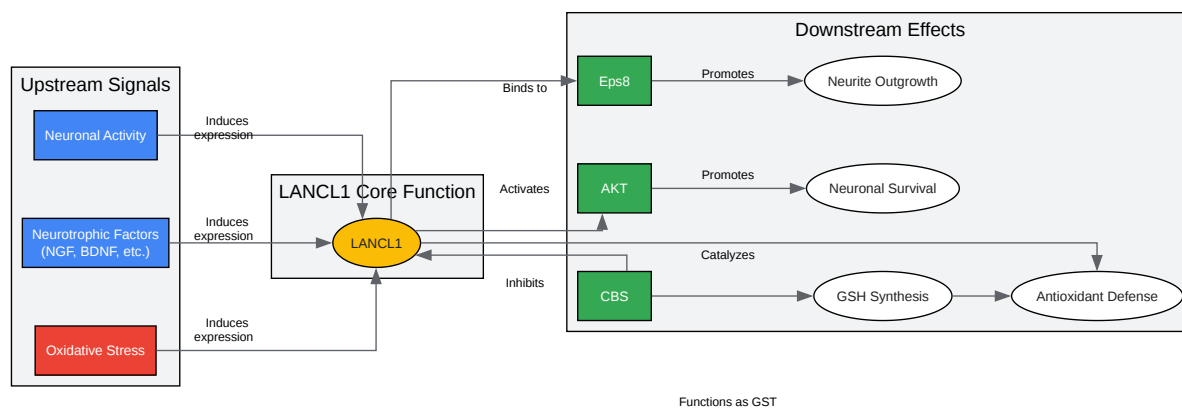 Downstream Effects
Upstream Signals
Eps8
Promotes
Neurite Outgrowth
Binds to
Neuronal Activity
Induces
expression
LANCL1 Core Function
Activates
AKT
Promotes
Neuronal Survival
Neurotrophic Factors
(NGF, BDNF, etc.)
Induces
expression
LANCL1
Catalyzes
Inhibits
CBS
GSH Synthesis
Antioxidant Defense
Oxidative Stress
Induces
expression
Functions as GST